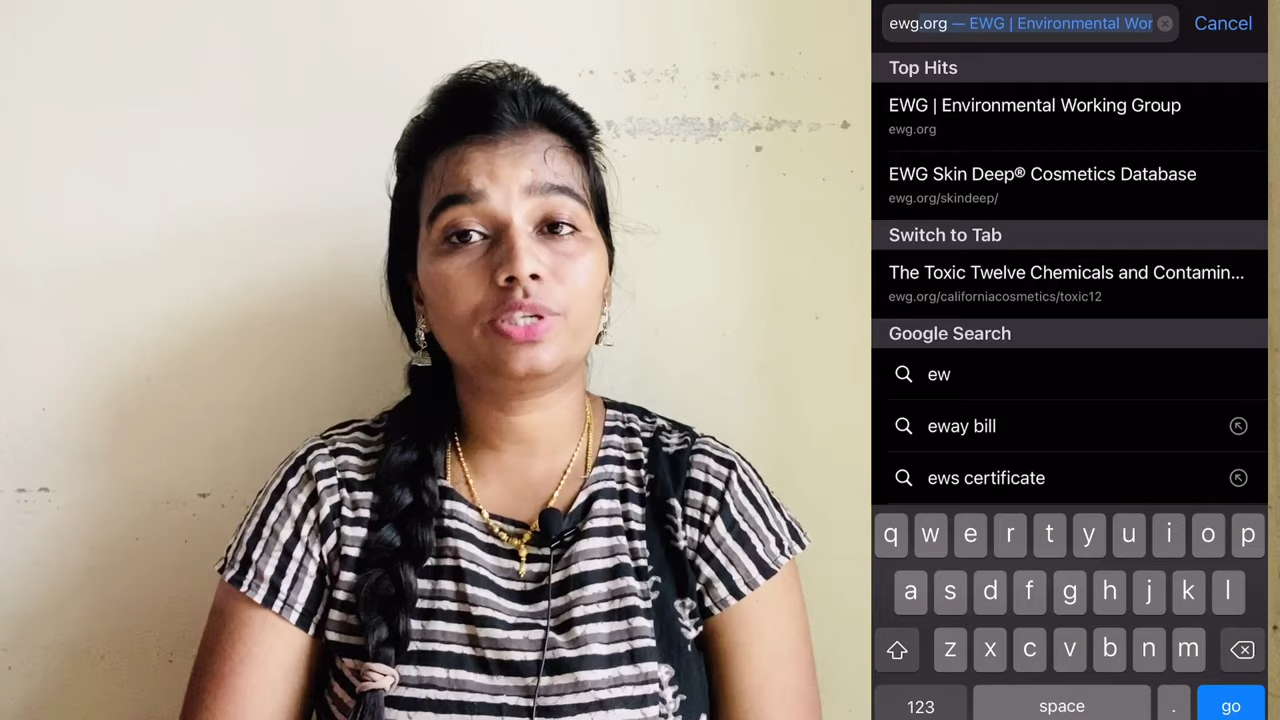 ewg.org — EWG | Environmental Wor
Cancel
Top Hits
EWG | Environmental Working Group
ewg.org
EWG Skin Deep® Cosmetics Database
ewg.org/skindeep/
Switch to Tab
The Toxic Twelve Chemicals and Contamin...
ewg.org/californiacosmetics/toxic12
Google Search
ew
eway bill
ews certificate
q w e r t y u i o p
a s d f g h j k l
z x c v b n m
123 space . go